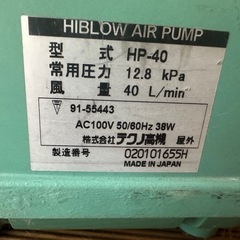 HIBLOW AIR PUMP
型 式 HP-40
常用圧力 12.8 kPa
風 量 40 L/min
91-55443
AC100V 50/60Hz 38W
株式会社テクノ高槻 屋外
製造番号 020101655H
MADE IN JAPAN